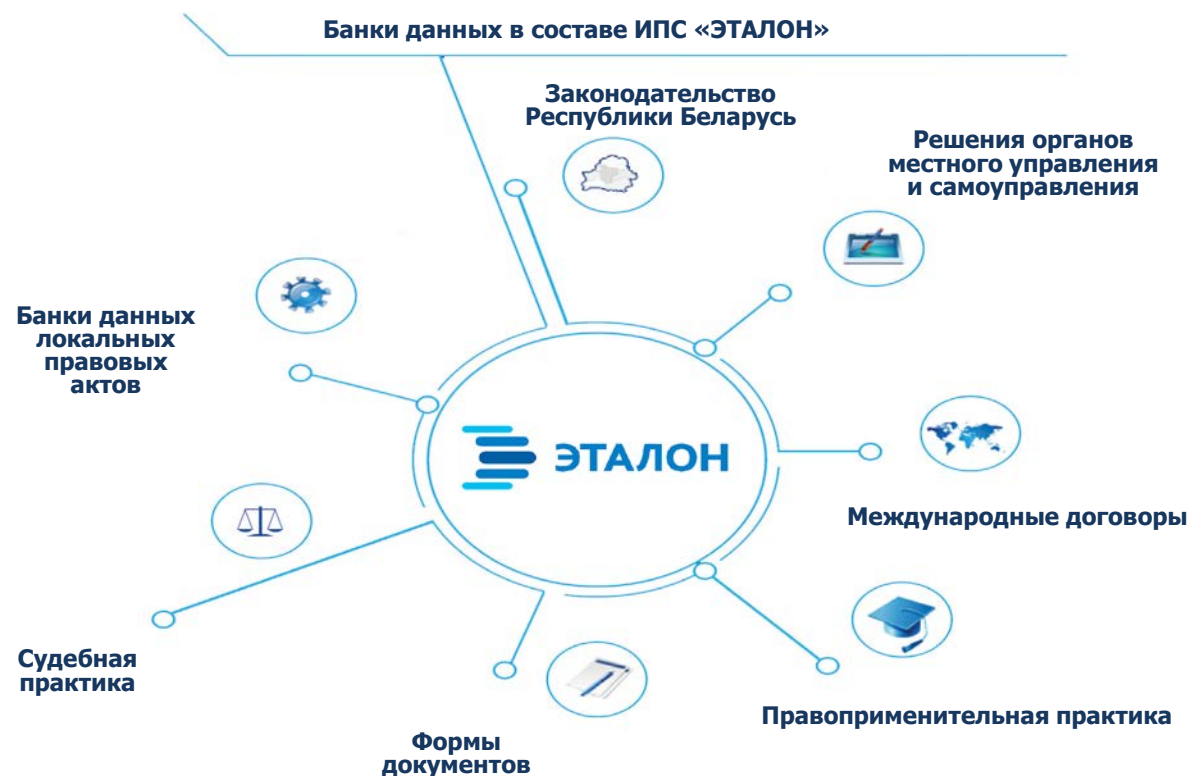 Банки данных в составе ИПС «ЭТАЛОН»
Законодательство
Республики Беларусь
Решения органов
местного управления
и самоуправления
Банки данных
локальных
правовых
актов
ЭТАЛОН
Международные договоры
Судебная
практика
Правоприменительная практика
Формы
документов